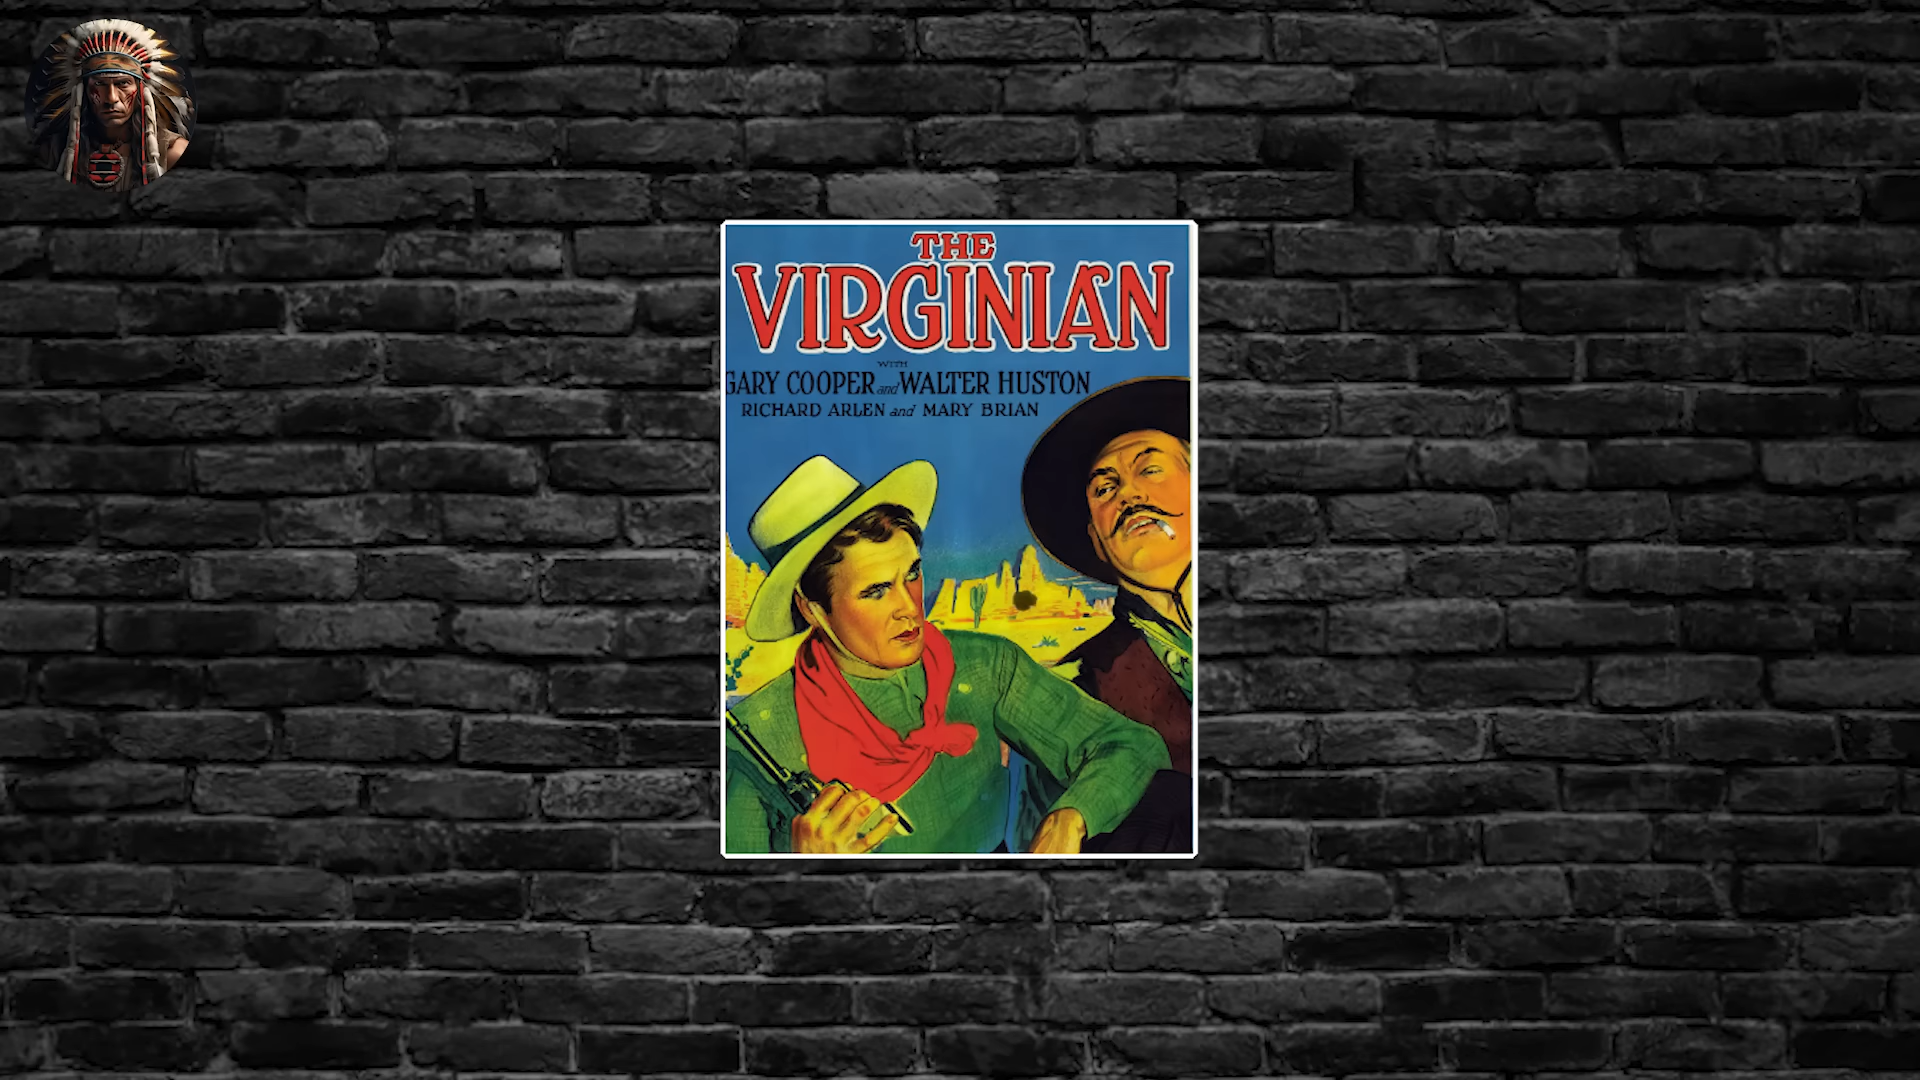 THE
VIRGINIAN
WITH
GARY COOPER and WALTER HUSTON
RICHARD ARLEN and MARY BRIAN